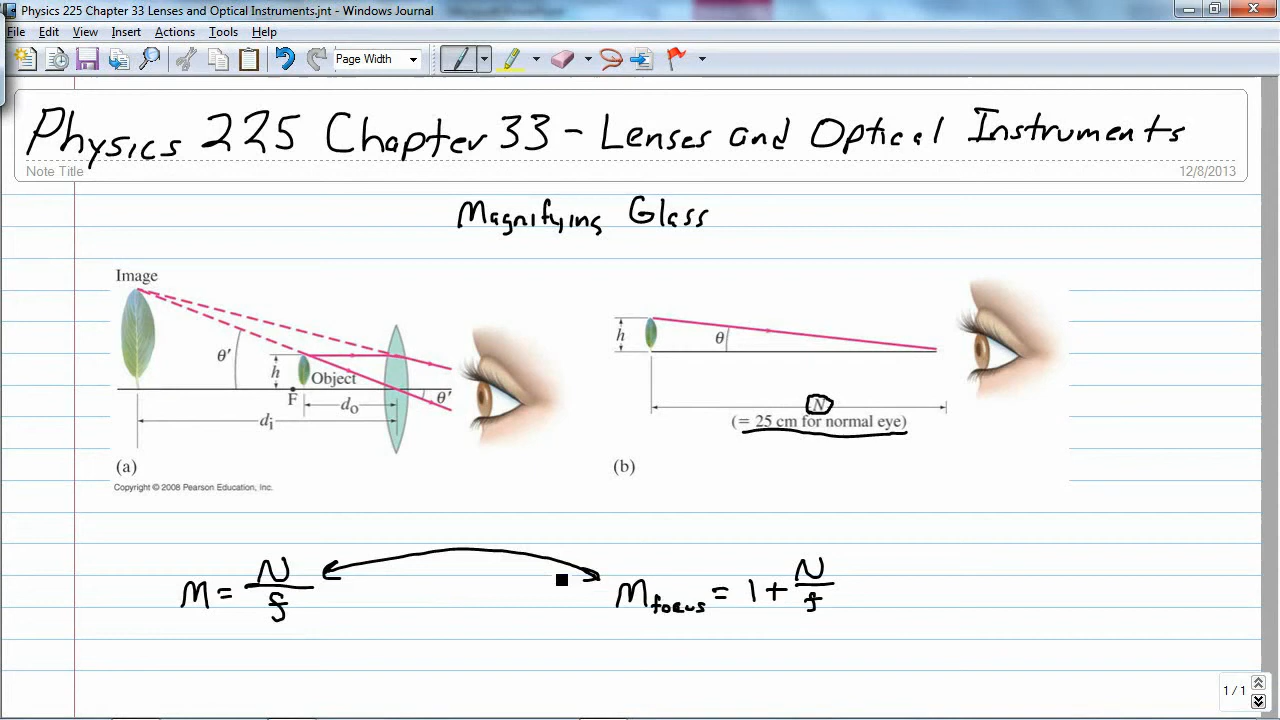 Physics 225 Chapter 33 Lenses and Optical Instruments.jnt - Windows Journal
File Edit View Insert Actions Tools Help
Page Width
Physics 225 Chapter 33 - Lenses and Optical Instruments
Note Title
12/8/2013
Magnifying Glass
Image
θ'
h
Object
F
do
θ'
di
(a)
Copyright © 2008 Pearson Education, Inc.
h
θ
N
(= 25 cm for normal eye)
(b)
M = N/f
Mfocus = 1 + N/f
1 / 1